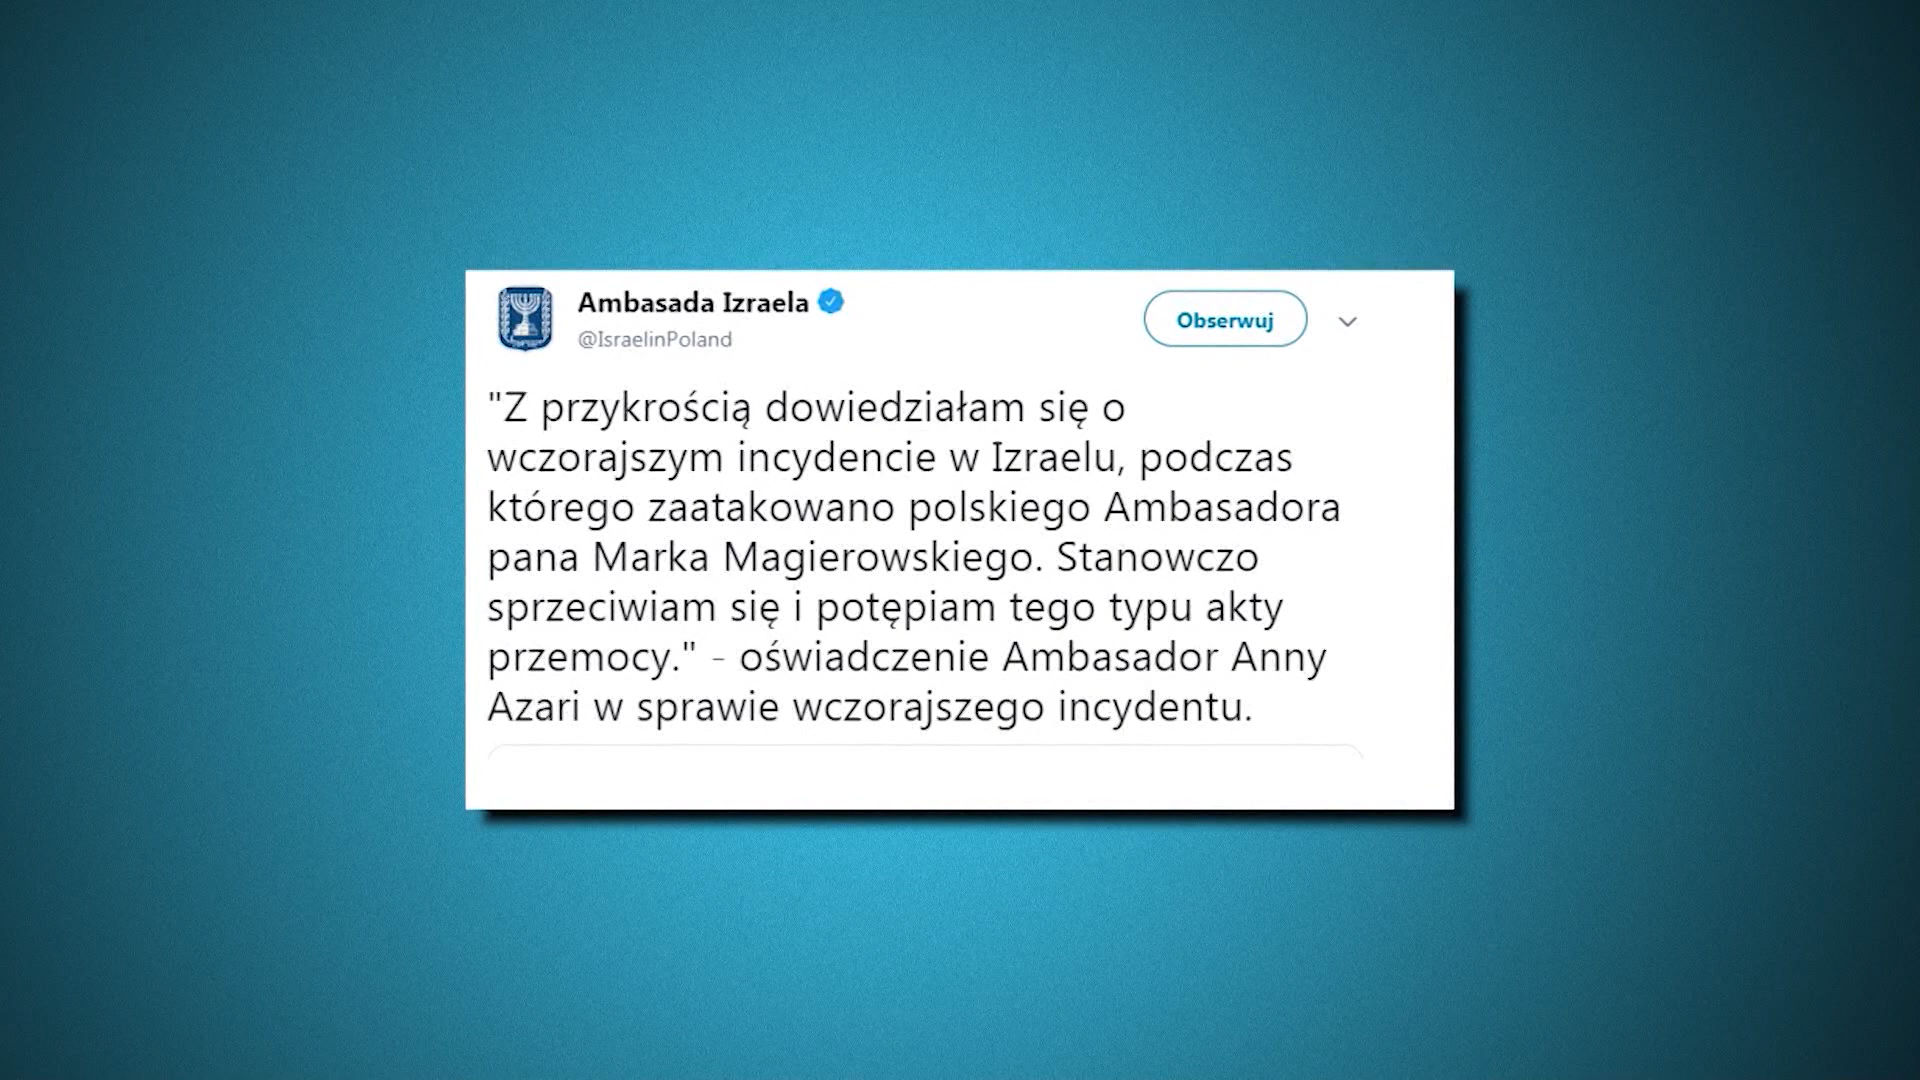 Ambasada Izraela
@IsraelinPoland
Obserwuj
"Z przykrością dowiedziałam się o
wczorajszym incydencie w Izraelu, podczas
którego zaatakowano polskiego Ambasadora
pana Marka Magierowskiego. Stanowczo
sprzeciwiam się i potępiam tego typu akty
przemocy." - oświadczenie Ambasador Anny
Azari w sprawie wczorajszego incydentu.